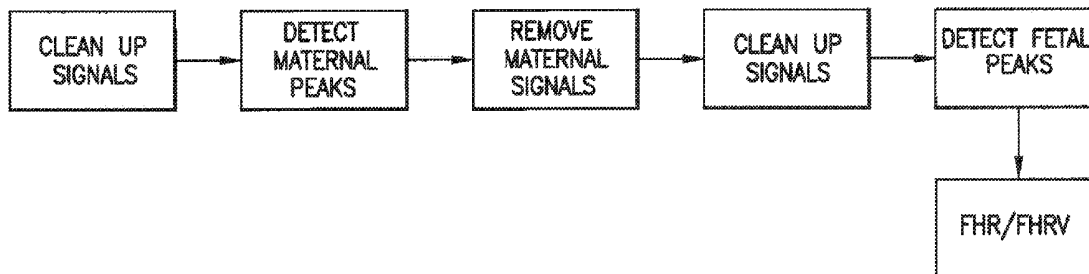 CLEAN UP
SIGNALS
DETECT
MATERNAL
PEAKS
REMOVE
MATERNAL
SIGNALS
CLEAN UP
SIGNALS
DETECT FETAL
PEAKS
FHR/FHRV